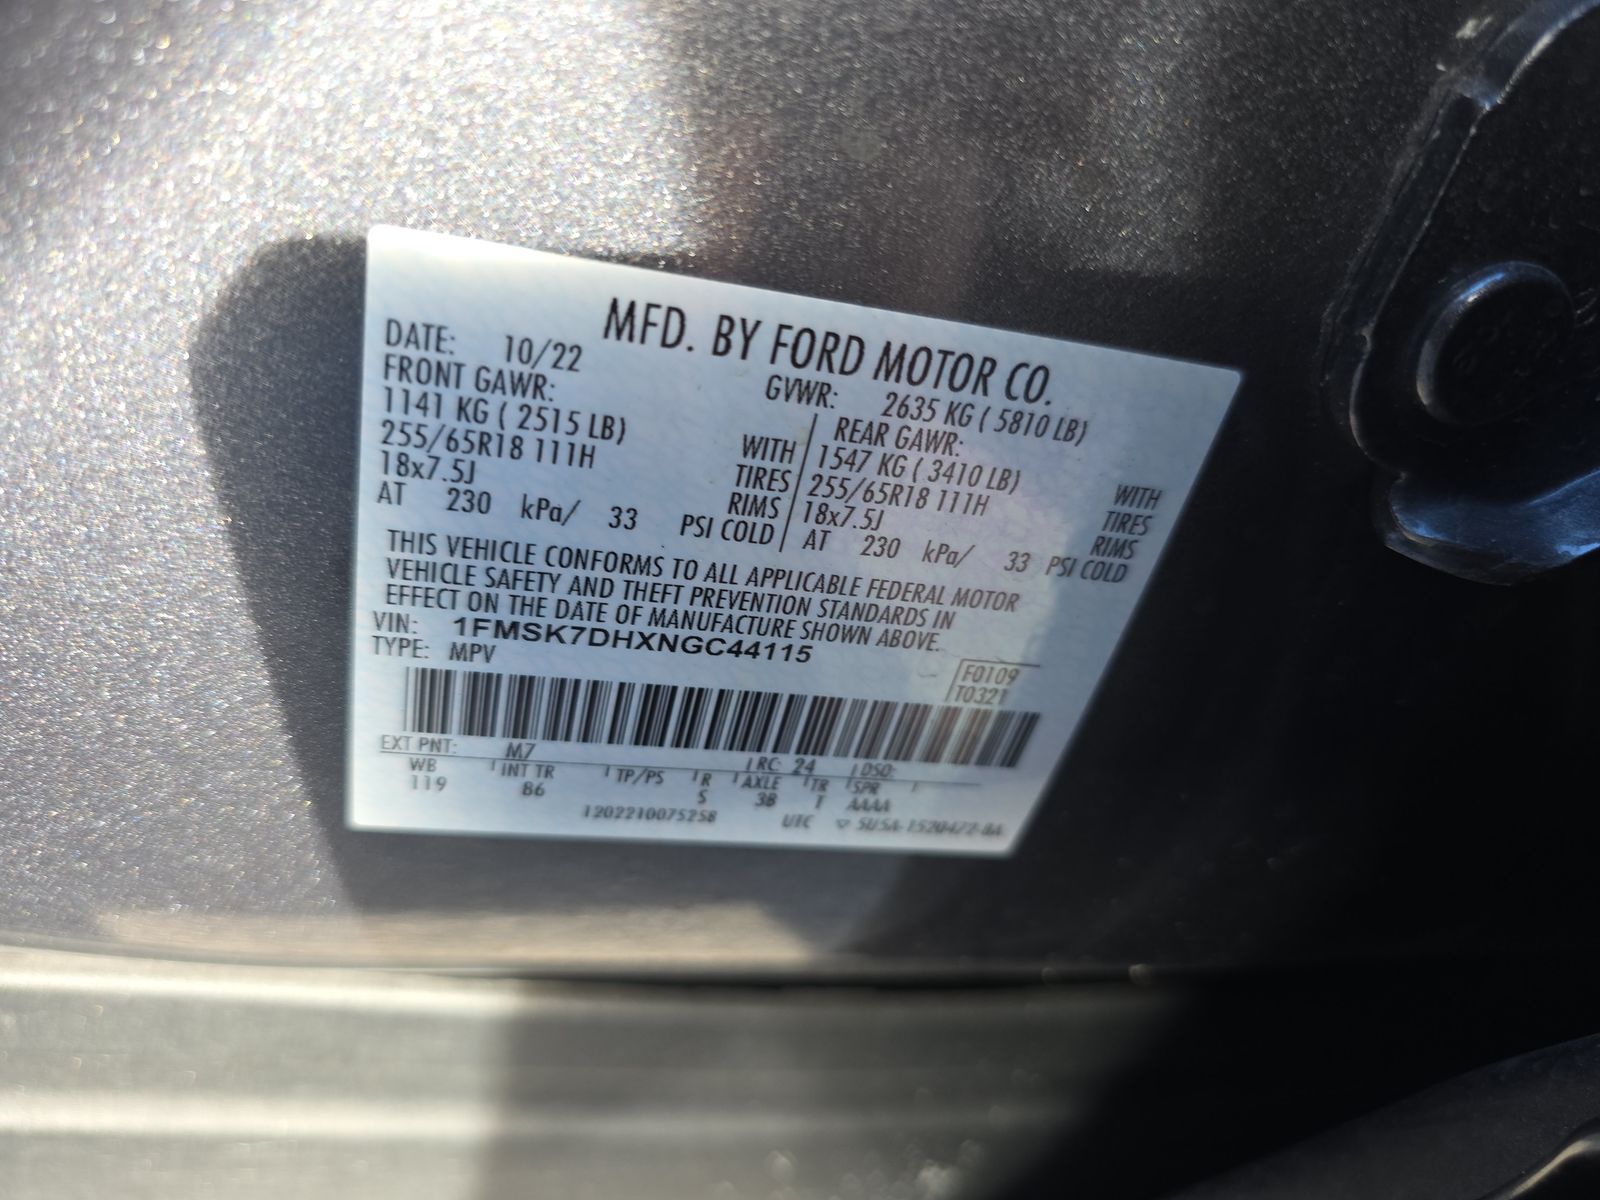 MFD. BY FORD MOTOR CO.
DATE: 10/22 GVWR: 2635 KG ( 5810 LB)
FRONT GAWR: REAR GAWR:
1141 KG ( 2515 LB) WITH 1547 KG ( 3410 LB) WITH
255/65R18 111H TIRES 255/65R18 111H TIRES
18x7.5J RIMS 18x7.5J RIMS
AT 230 kPa/ 33 PSI COLD AT 230 kPa/ 33 PSI COLD
THIS VEHICLE CONFORMS TO ALL APPLICABLE FEDERAL MOTOR
VEHICLE SAFETY AND THEFT PREVENTION STANDARDS IN
EFFECT ON THE DATE OF MANUFACTURE SHOWN ABOVE.
VIN: 1FMSK7DHXNGC44115
TYPE: MPV
F0109
T0321
EXT PNT: M7 RC: 24 DSO:
WB INT TR TP/PS R AXLE TR SPR
119 B6 S 3B T AAAA
1202210075258 UTC